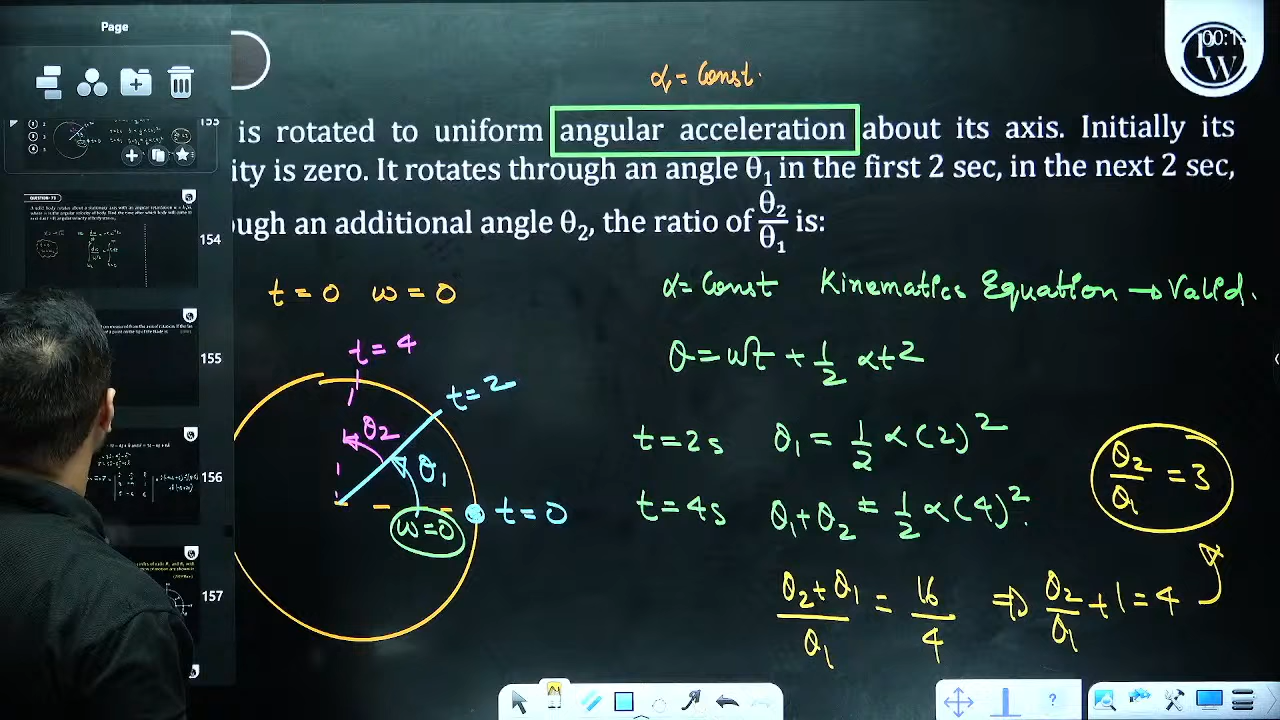 Page
00:1
α = Const.
is rotated to uniform angular acceleration about its axis. Initially its
ity is zero. It rotates through an angle θ₁ in the first 2 sec, in the next 2 sec,
ough an additional angle θ₂, the ratio of θ₂/θ₁ is:
t=0 ω=0
α=Const Kinematics Equation → Valid.
t=4
θ=ωt + 1/2 αt²
t=2
θ₂
θ₁
t=2s θ₁ = 1/2 α(2)²
t=4s θ₁+θ₂ = 1/2 α(4)².
θ₂/θ₁ = 3
ω=0
t=0
θ₂+θ₁/θ₁ = 16/4 ⇒ θ₂/θ₁ + 1 = 4
153
154
155
156
157
QUESTION-73